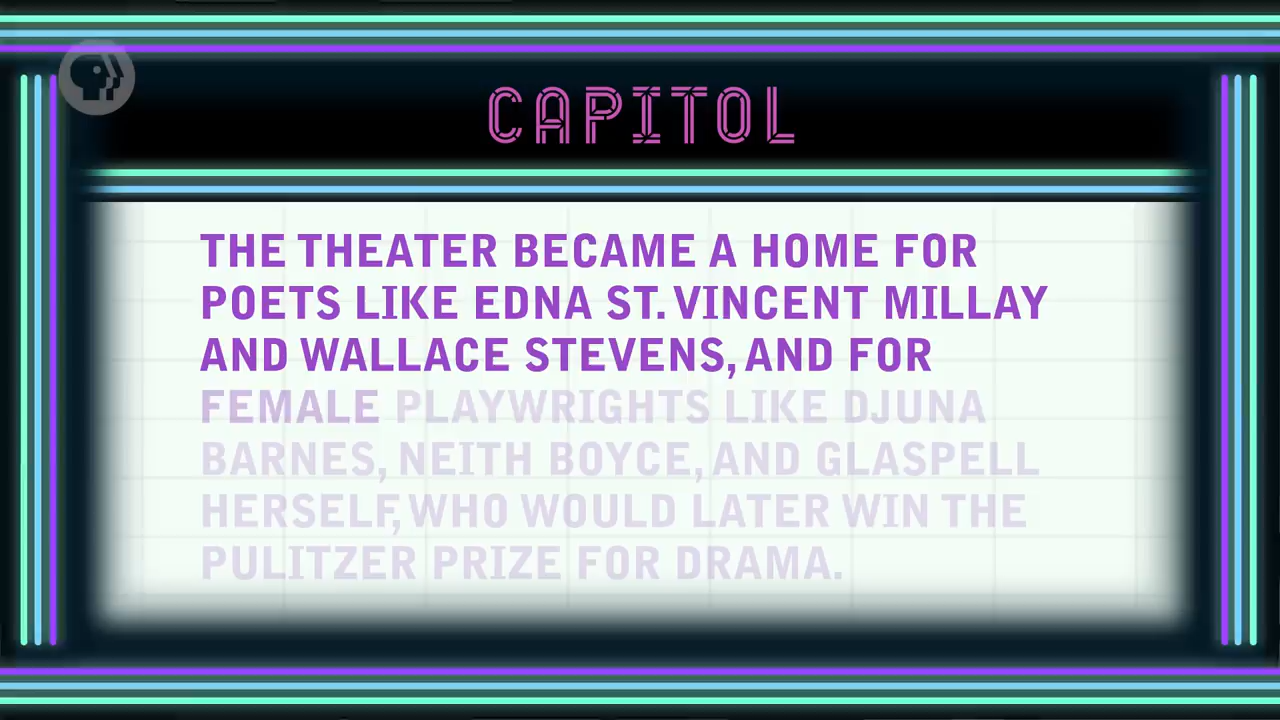 CAPITOL
THE THEATER BECAME A HOME FOR
POETS LIKE EDNA ST. VINCENT MILLAY
AND WALLACE STEVENS, AND FOR
FEMALE PLAYWRIGHTS LIKE DJUNA
BARNES, NEITH BOYCE, AND GLASPELL
HERSELF, WHO WOULD LATER WIN THE
PULITZER PRIZE FOR DRAMA.